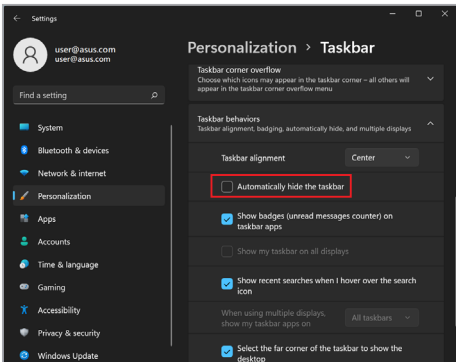 Settings
user@asus.com
user@asus.com
Find a setting
System
Bluetooth & devices
Network & internet
Personalization
Apps
Accounts
Time & language
Gaming
Accessibility
Privacy & security
Windows Update
Personalization > Taskbar
Taskbar corner overflow
Choose which icons may appear in the taskbar corner – all others will
appear in the taskbar corner overflow menu
Taskbar behaviors
Taskbar alignment, badging, automatically hide, and multiple displays
Taskbar alignment
Center
Automatically hide the taskbar
Show badges (unread messages counter) on
taskbar apps
Show my taskbar on all displays
Show recent searches when I hover over the search
icon
When using multiple displays,
show my taskbar apps on
All taskbars
Select the far corner of the taskbar to show the
desktop